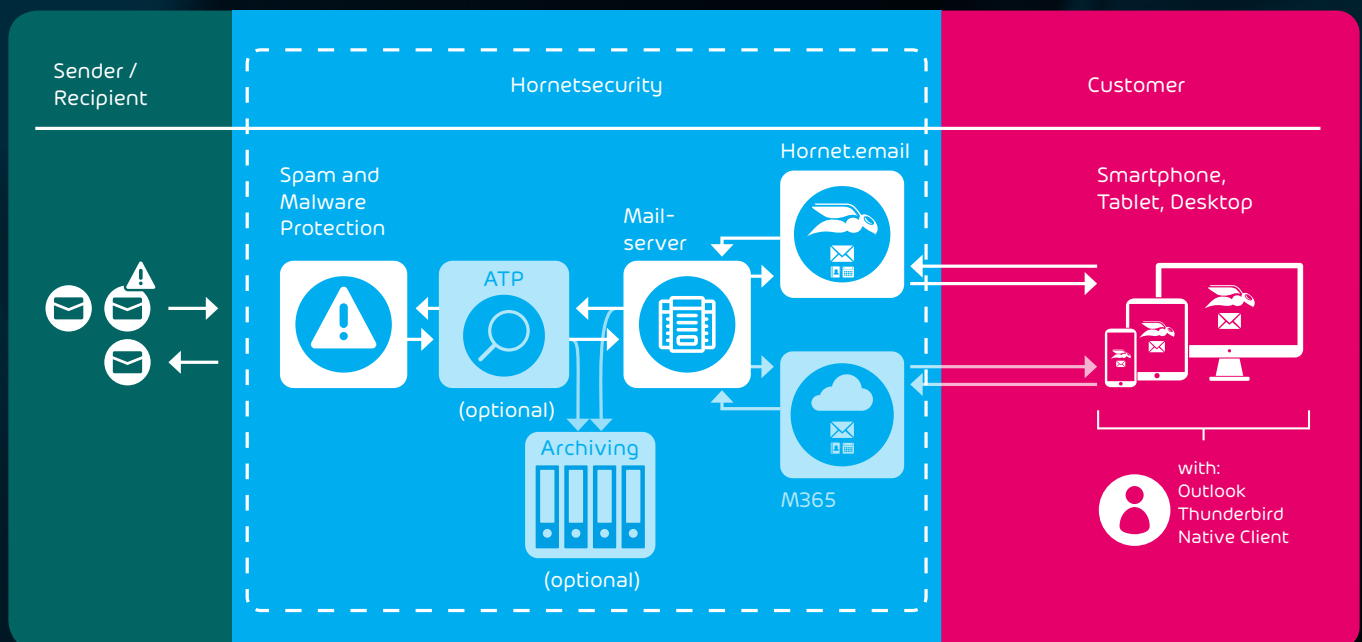 Sender /
Recipient
Hornetsecurity
Customer
Spam and
Malware
Protection
ATP
(optional)
Archiving
(optional)
Mail-
server
Hornet.email
M365
Smartphone,
Tablet, Desktop
with:
Outlook
Thunderbird
Native Client